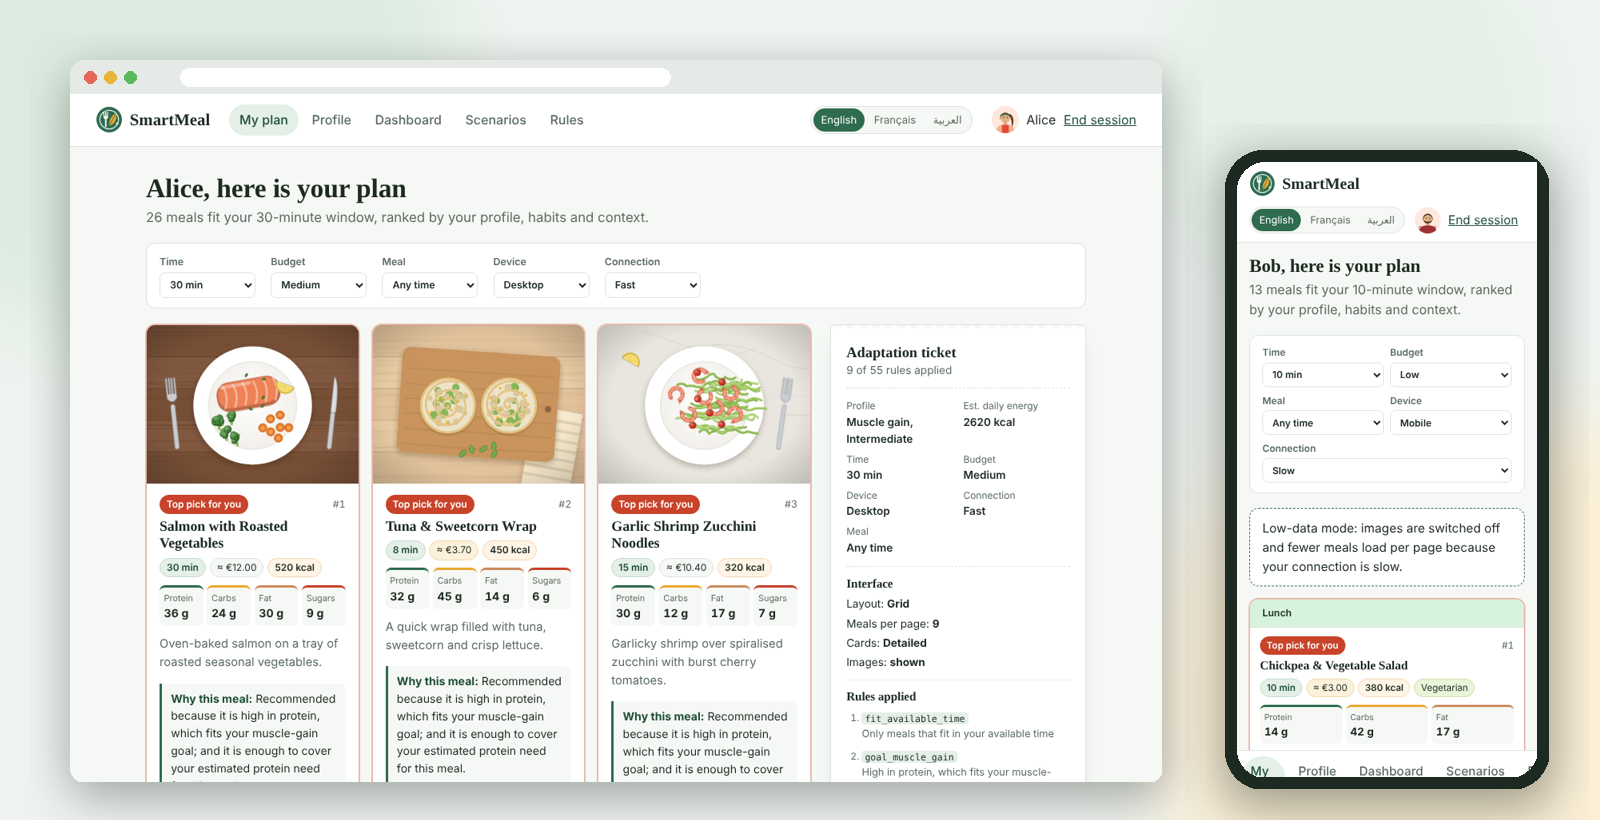 SmartMeal
My plan
Profile
Dashboard
Scenarios
Rules
English
Français
العربية
Alice
End session
Alice, here is your plan
26 meals fit your 30-minute window, ranked by your profile, habits and context.
Time
Budget
Meal
Device
Connection
30 min
Medium
Any time
Desktop
Fast
Top pick for you
#1
Salmon with Roasted
Vegetables
30 min
≈ €12.00
520 kcal
Protein
Carbs
Fat
Sugars
36 g
24 g
30 g
9 g
Oven-baked salmon on a tray of
roasted seasonal vegetables.
Why this meal: Recommended
because it is high in protein,
which fits your muscle-gain
goal; and it is enough to cover
your estimated protein need
Top pick for you
#2
Tuna & Sweetcorn Wrap
8 min
≈ €3.70
450 kcal
Protein
Carbs
Fat
Sugars
32 g
45 g
14 g
6 g
A quick wrap filled with tuna,
sweetcorn and crisp lettuce.
Why this meal: Recommended
because it is high in protein,
which fits your muscle-gain
goal; and it is enough to cover
your estimated protein need
for this meal.
Top pick for you
#3
Garlic Shrimp Zucchini
Noodles
15 min
≈ €10.40
320 kcal
Protein
Carbs
Fat
Sugars
30 g
12 g
17 g
7 g
Garlicky shrimp over spiralised
zucchini with burst cherry
tomatoes.
Why this meal: Recommended
because it is high in protein,
which fits your muscle-gain
goal; and it is enough to cover
Adaptation ticket
9 of 55 rules applied
Profile
Est. daily energy
Muscle gain,
Intermediate
2620 kcal
Time
Budget
30 min
Medium
Device
Connection
Desktop
Fast
Meal
Any time
Interface
Layout: Grid
Meals per page: 9
Cards: Detailed
Images: shown
Rules applied
1. fit_available_time
Only meals that fit in your available time
2. goal_muscle_gain
High in protein, which fits your muscle-
SmartMeal
English
Français
العربية
End session
Bob, here is your plan
13 meals fit your 10-minute window, ranked
by your profile, habits and context.
Time
Budget
10 min
Low
Meal
Device
Any time
Mobile
Connection
Slow
Low-data mode: images are switched off
and fewer meals load per page because
your connection is slow.
Lunch
Top pick for you
#1
Chickpea & Vegetable Salad
10 min
≈ €3.00
380 kcal
Vegetarian
Protein
Carbs
Fat
14 g
42 g
17 g
My
Profile
Dashboard
Scenarios